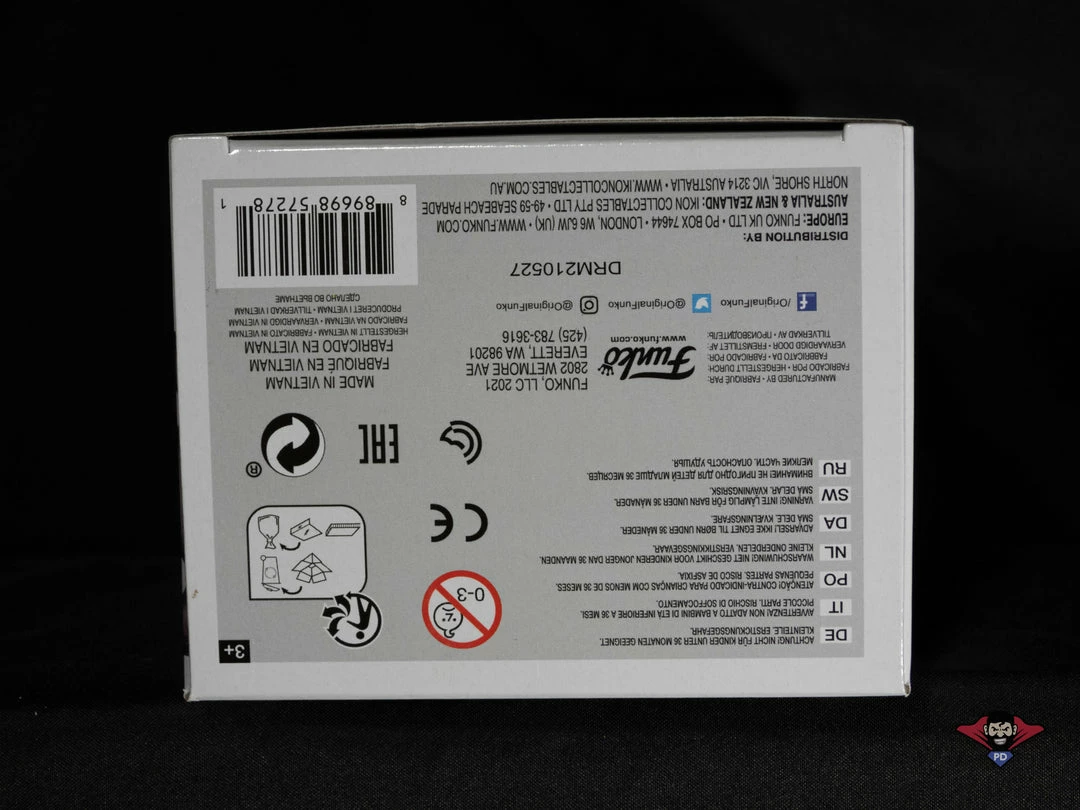 3+
DE ACHTUNG! NICHT FÜR KINDER UNTER 36 MONATEN GEEIGNET.
KLEINTEILE. ERSTICKUNGSGEFAHR.
IT AVVERTENZA! NON ADATTO A BAMBINI DI ETÀ INFERIORE A 36 MESI
PICCOLE PARTI. RISCHIO DI SOFFOCAMENTO.
PO ATENÇÃO! CONTRA-INDICADO PARA CRIANÇAS COM MENOS DE 36 MESES.
PEQUENAS PARTES. RISCO DE ASFIXIA
NL WAARSCHUWING! NIET GESCHIKT VOOR KINDEREN JONGER DAN 36 MAANDEN.
KLEINE ONDERDELEN. VERSTIKKINGSGEVAAR.
DA ADVARSEL! IKKE EGNET TIL BØRN UNDER 36 MÅNEDER.
SMÅ DELE. KVÆLNINGSFARE.
SW VARNING! INTE LÄMPLIG FÖR BARN UNDER 36 MÅNADER.
SMÅ DELAR. KVÄVNINGSRISK.
RU ВНИМАНИЕ! НЕ ПРИГОДНО ДЛЯ ДЕТЕЙ МЛАДШЕ 36 МЕСЯЦЕВ.
МЕЛКИЕ ЧАСТИ. ОПАСНОСТЬ УДУШЬЯ.
0-3
CE
EAC
®
MANUFACTURED BY • FABRIQUÉ PAR:
FABRICADO POR • HERGESTELLT DURCH:
FABBRICATO DA • FABRICADO POR:
VERVAARDIGD DOOR • FREMSTILLET AF:
TILLVERKAD AV • ПРОИЗВОДИТЕЛЬ:
Funko
www.funko.com
FUNKO, LLC 2021
2802 WETMORE AVE
EVERETT, WA 98201
(425) 783-3616
MADE IN VIETNAM
FABRIQUÉ EN VIETNAM
FABRICADO EN VIETNAM
HERGESTELLT IN VIETNAM • FABBRICATO IN VIETNAM
FABRICADO NA VIETNAM • VERVAARDIGD IN VIETNAM
PRODUCERET I VIETNAM • TILLVERKAD I VIETNAM
СДЕЛАНО ВО ВЬЕТНАМЕ
/OriginalFunko @OriginalFunko @OriginalFunko
DRM210527
DISTRIBUTION BY:
EUROPE: FUNKO UK LTD • PO BOX 74644 • LONDON, W6 6JW (UK) • WWW.FUNKO.COM
AUSTRALIA & NEW ZEALAND: IKON COLLECTABLES PTY LTD • 49-59 SEABEACH PARADE
NORTH SHORE, VIC 3214 AUSTRALIA • WWW.IKONCOLLECTABLES.COM.AU
8 89698 57278 1
PD